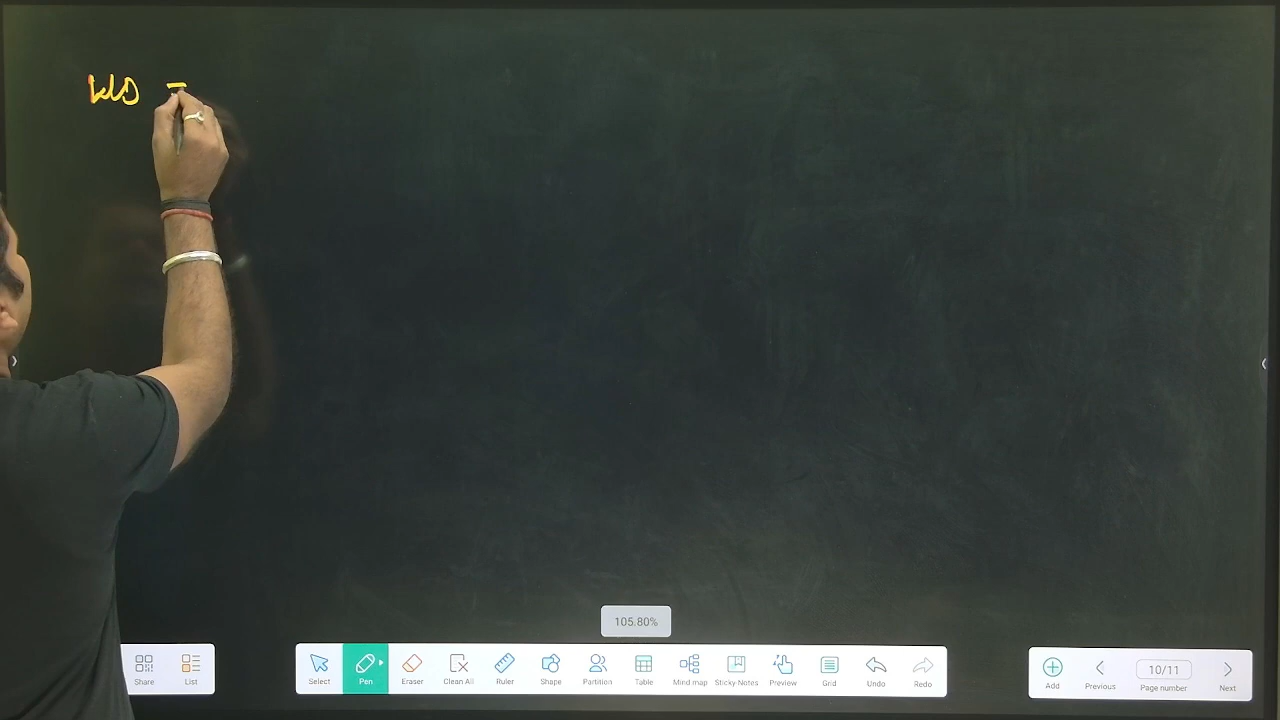 105.80%
Share List Select Pen Eraser Clean All Ruler Shape Partition Table Mind map Sticky Notes Preview Grid Undo Redo Add Previous 10/11 Page number Next